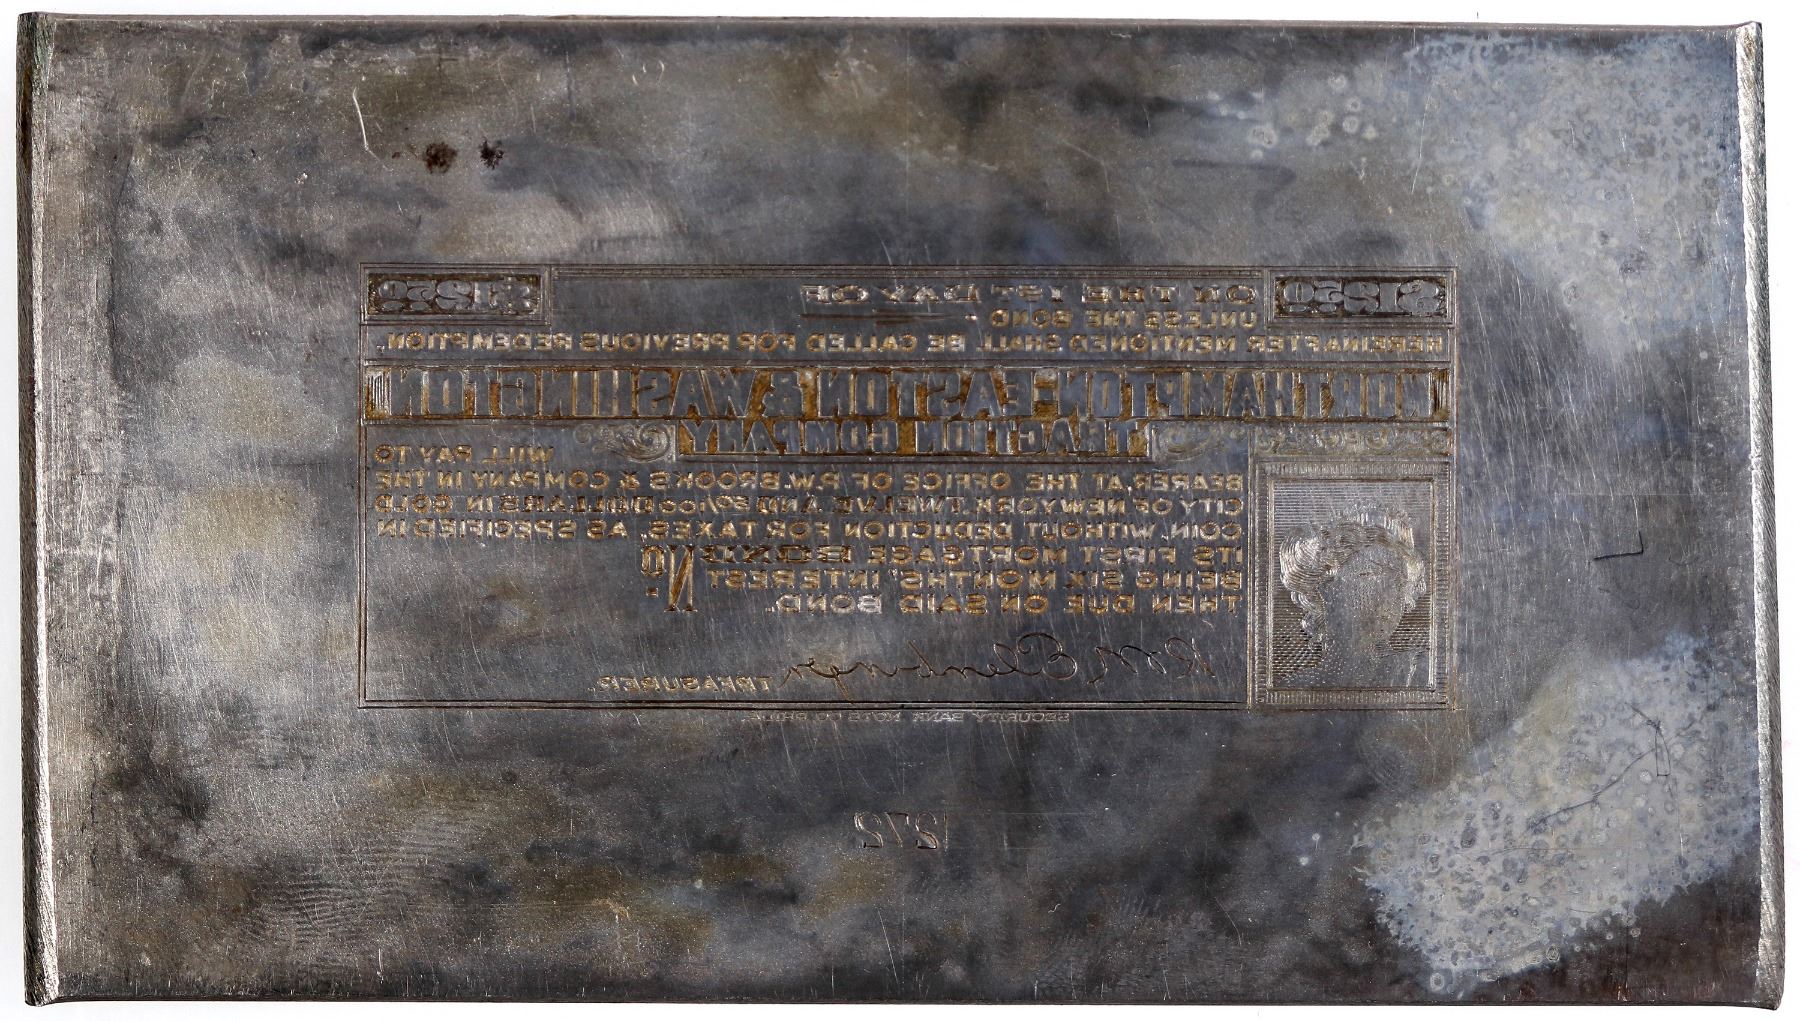 $12.50 ON THE 1ST DAY OF $12.50
UNLESS THE BOND
HEREINAFTER MENTIONED SHALL BE CALLED FOR PREVIOUS REDEMPTION,
NORTHAMPTON-EASTON & WASHINGTON
TRACTION COMPANY
WILL PAY TO
BEARER, AT THE OFFICE OF P.W. BROOKS & COMPANY IN THE
CITY OF NEW YORK, TWELVE AND 50/100 DOLLARS IN GOLD
COIN, WITHOUT DEDUCTION FOR TAXES, AS SPECIFIED IN
ITS FIRST MORTGAGE BOND No.
BEING SIX MONTHS' INTEREST
THEN DUE ON SAID BOND.
TREASURER.
SECURITY BANK NOTE CO. PHILA.